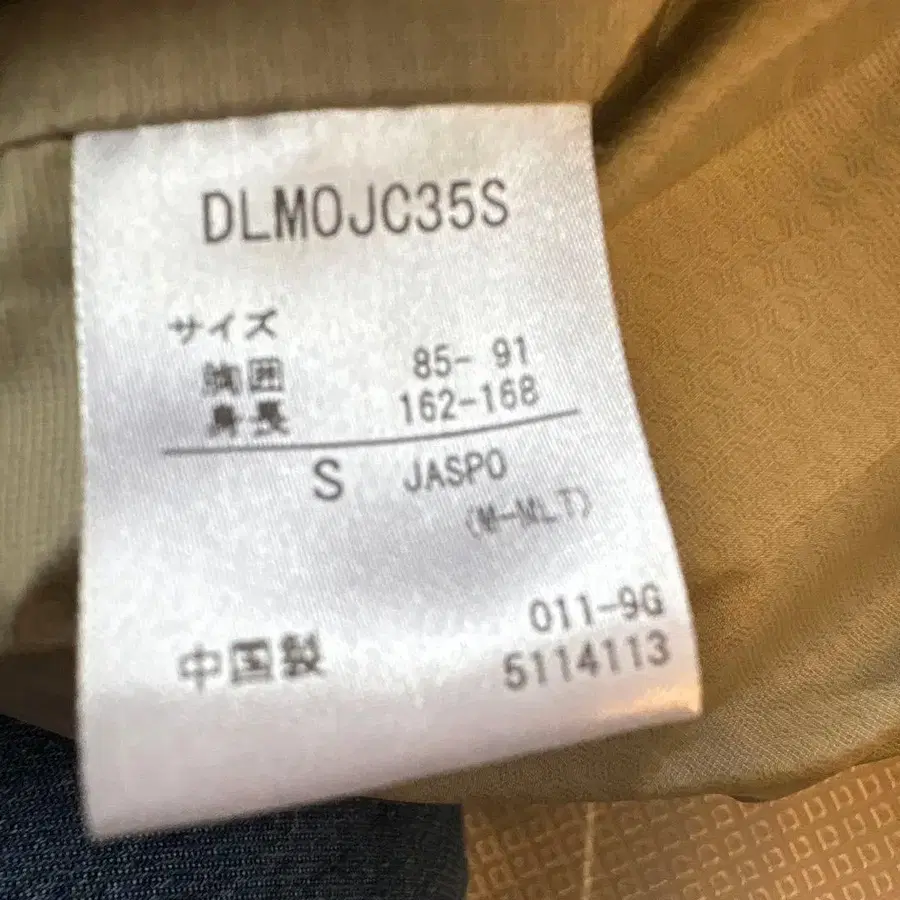 DLMOJC35S
サイズ
胸囲 85- 91
身長 162-168
S JASPO
(M-MLT)
011-9G
中国製 5114113